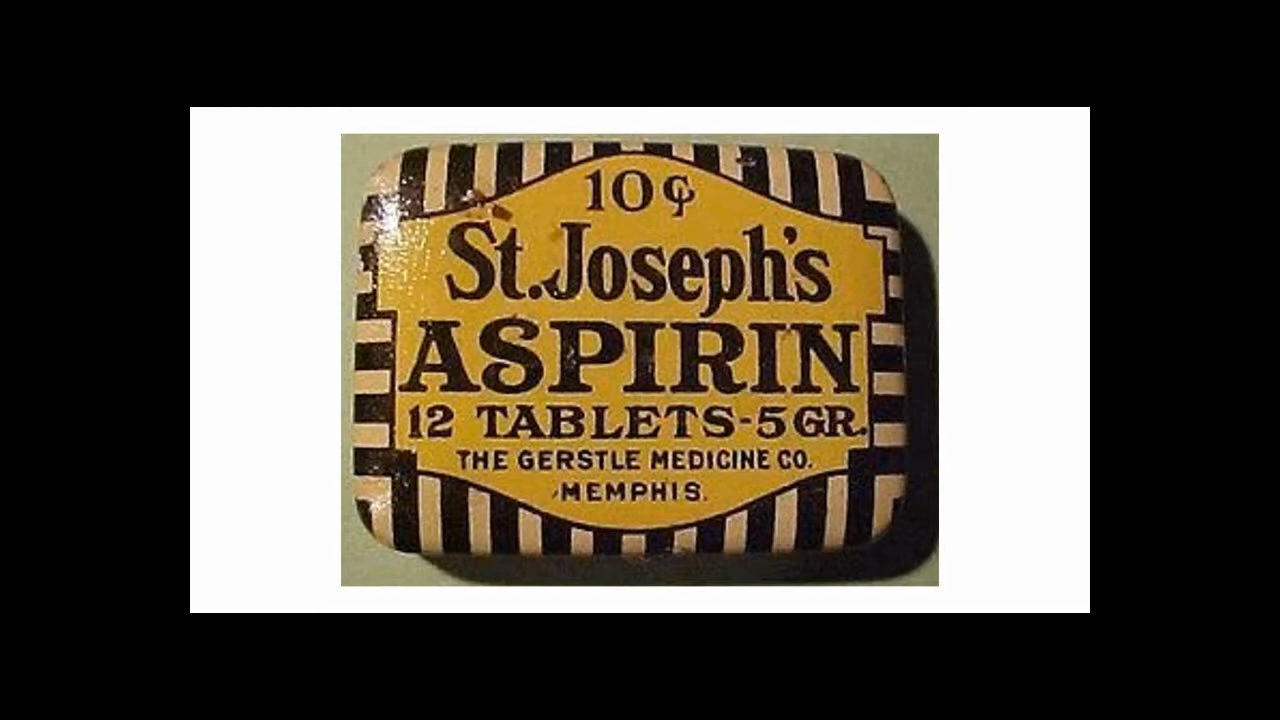 10¢
St. Joseph's
ASPIRIN
12 TABLETS-5 GR.
THE GERSTLE MEDICINE CO.
MEMPHIS.